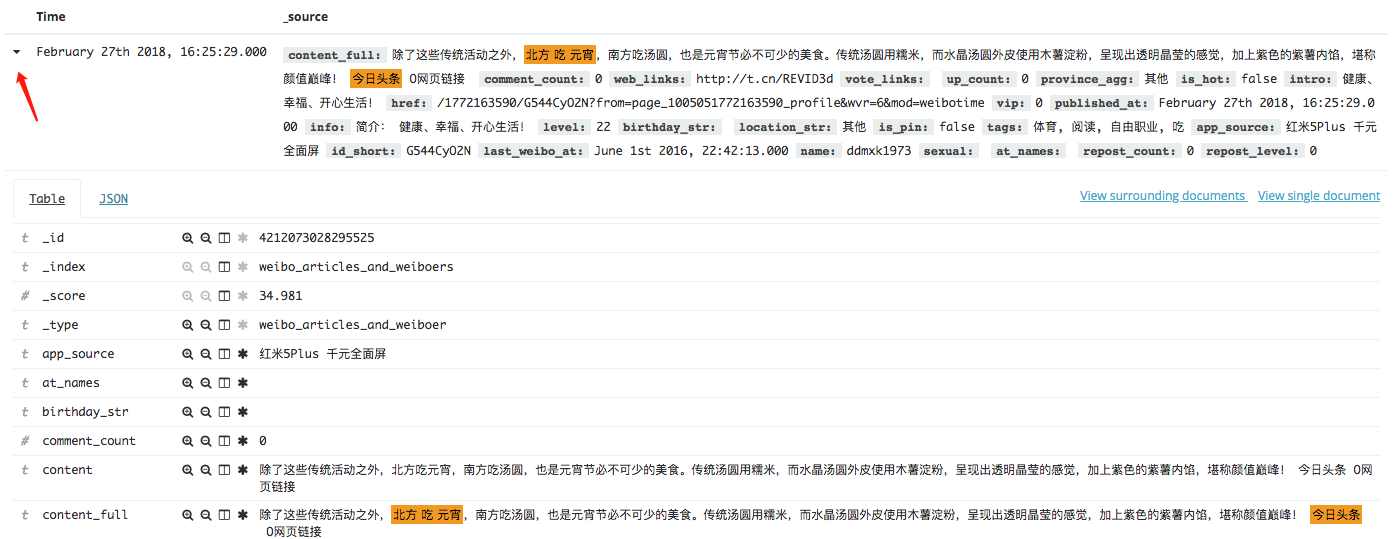 Time _source
February 27th 2018, 16:25:29.000 content_full: 除了这些传统活动之外，北方 吃 元宵，南方吃汤圆，也是元宵节必不可少的美食。传统汤圆用糯米，而水晶汤圆外皮使用木薯淀粉，呈现出透明晶莹的感觉，加上紫色的紫薯内馅，堪称
颜值巅峰！ 今日头条 O网页链接 comment_count: 0 web_links: http://t.cn/REVID3d vote_links: up_count: 0 province_agg: 其他 is_hot: false intro: 健康、
幸福、开心生活！ href: /1772163590/G544CyOZN?from=page_1005051772163590_profile&wvr=6&mod=weibotime vip: 0 published_at: February 27th 2018, 16:25:29.0
00 info: 简介： 健康、幸福、开心生活！ level: 22 birthday_str: location_str: 其他 is_pin: false tags: 体育, 阅读, 自由职业, 吃 app_source: 红米5Plus 千元
全面屏 id_short: G544CyOZN last_weibo_at: June 1st 2016, 22:42:13.000 name: ddmxk1973 sexual: at_names: repost_count: 0 repost_level: 0
Table JSON View surrounding documents View single document
t _id 4212073028295525
t _index weibo_articles_and_weiboers
# _score 34.981
t _type weibo_articles_and_weiboer
t app_source 红米5Plus 千元全面屏
t at_names
t birthday_str
# comment_count 0
t content 除了这些传统活动之外，北方吃元宵，南方吃汤圆，也是元宵节必不可少的美食。传统汤圆用糯米，而水晶汤圆外皮使用木薯淀粉，呈现出透明晶莹的感觉，加上紫色的紫薯内馅，堪称颜值巅峰！ 今日头条 O网
页链接
t content_full 除了这些传统活动之外，北方 吃 元宵，南方吃汤圆，也是元宵节必不可少的美食。传统汤圆用糯米，而水晶汤圆外皮使用木薯淀粉，呈现出透明晶莹的感觉，加上紫色的紫薯内馅，堪称颜值巅峰！ 今日头条
O网页链接